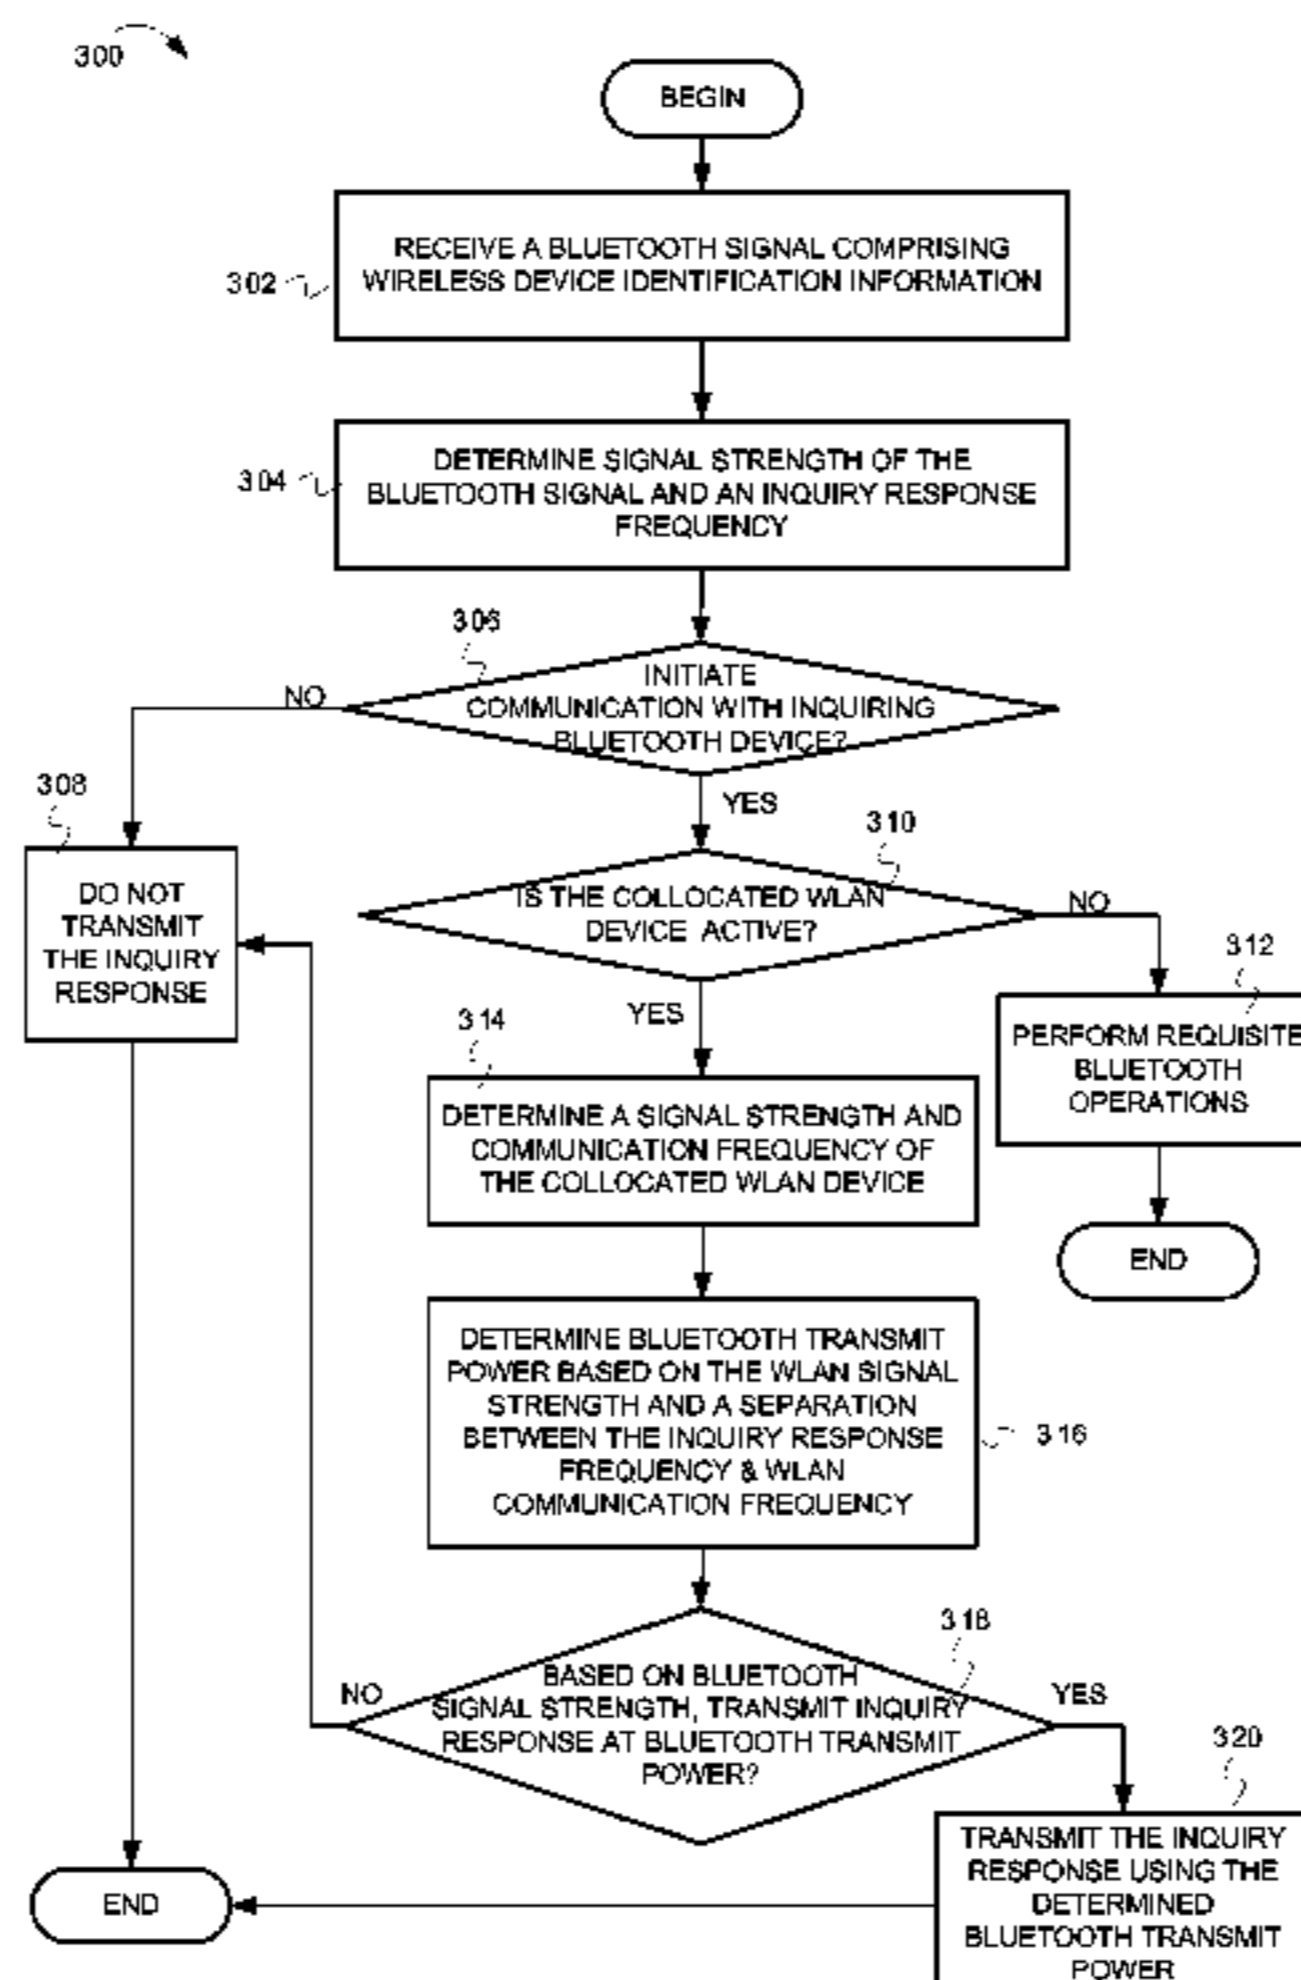 300
BEGIN
RECEIVE A BLUETOOTH SIGNAL COMPRISING
WIRELESS DEVICE IDENTIFICATION INFORMATION
302
DETERMINE SIGNAL STRENGTH OF THE
BLUETOOTH SIGNAL AND AN INQUIRY RESPONSE
FREQUENCY
304
306
INITIATE
COMMUNICATION WITH INQUIRING
BLUETOOTH DEVICE?
NO
YES
308
DO NOT
TRANSMIT
THE INQUIRY
RESPONSE
310
IS THE COLLOCATED WLAN
DEVICE ACTIVE?
NO
YES
312
PERFORM REQUISITE
BLUETOOTH
OPERATIONS
END
314
DETERMINE A SIGNAL STRENGTH AND
COMMUNICATION FREQUENCY OF
THE COLLOCATED WLAN DEVICE
DETERMINE BLUETOOTH TRANSMIT
POWER BASED ON THE WLAN SIGNAL
STRENGTH AND A SEPARATION
BETWEEN THE INQUIRY RESPONSE
FREQUENCY & WLAN
COMMUNICATION FREQUENCY
316
318
BASED ON BLUETOOTH
SIGNAL STRENGTH, TRANSMIT INQUIRY
RESPONSE AT BLUETOOTH TRANSMIT
POWER?
NO
YES
320
TRANSMIT THE INQUIRY
RESPONSE USING THE
DETERMINED
BLUETOOTH TRANSMIT
POWER
END